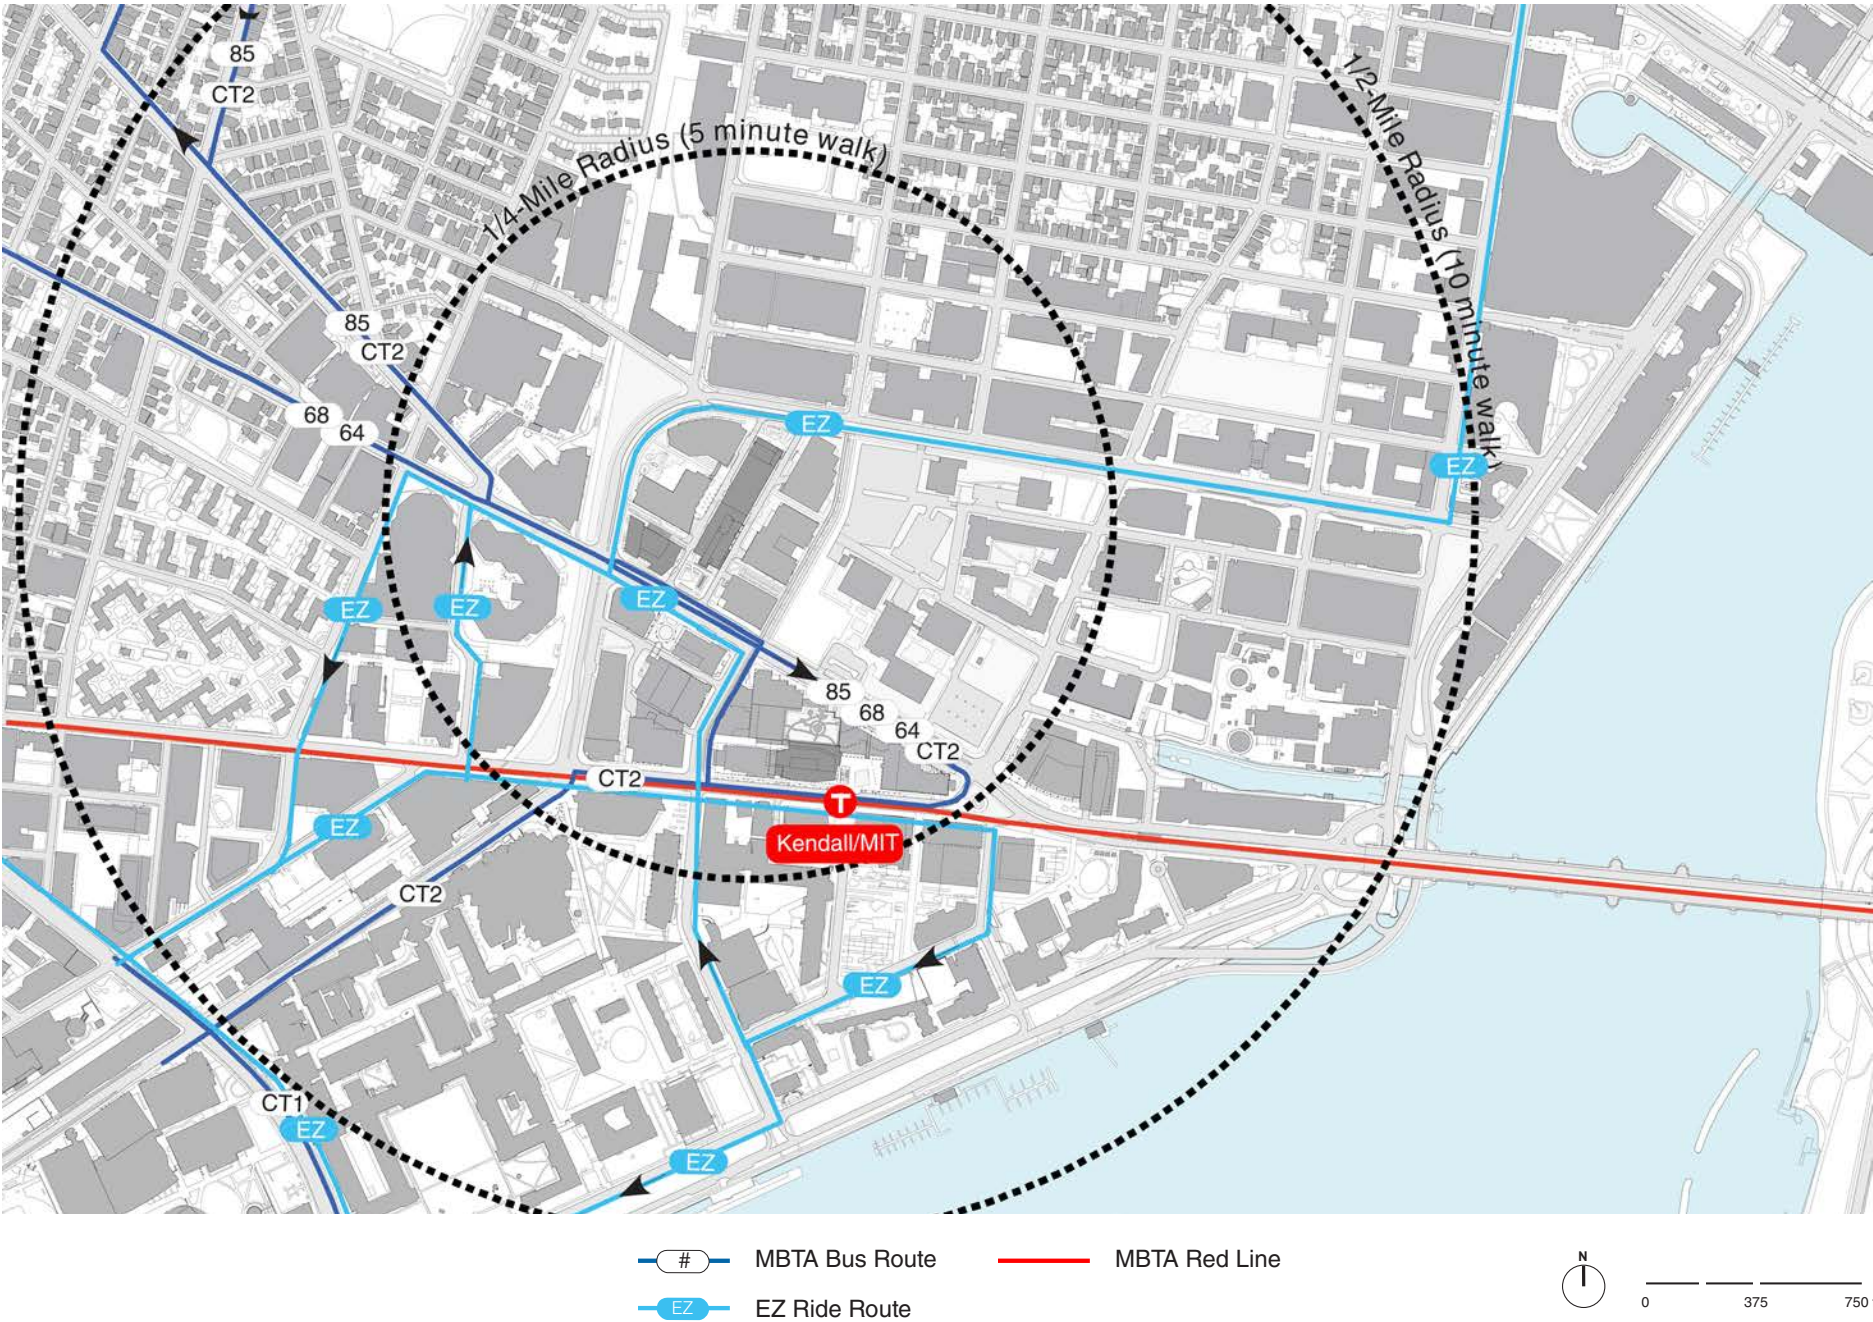 85
CT2
1/2-Mile Radius (10 minute walk)
1/4-Mile Radius (5 minute walk)
85
CT2
68
64
EZ
EZ
EZ
EZ
EZ
85
68
64
CT2
CT2
T
Kendall/MIT
EZ
CT2
EZ
CT1
EZ
EZ
# MBTA Bus Route
MBTA Red Line
EZ EZ Ride Route
N
0 375 750